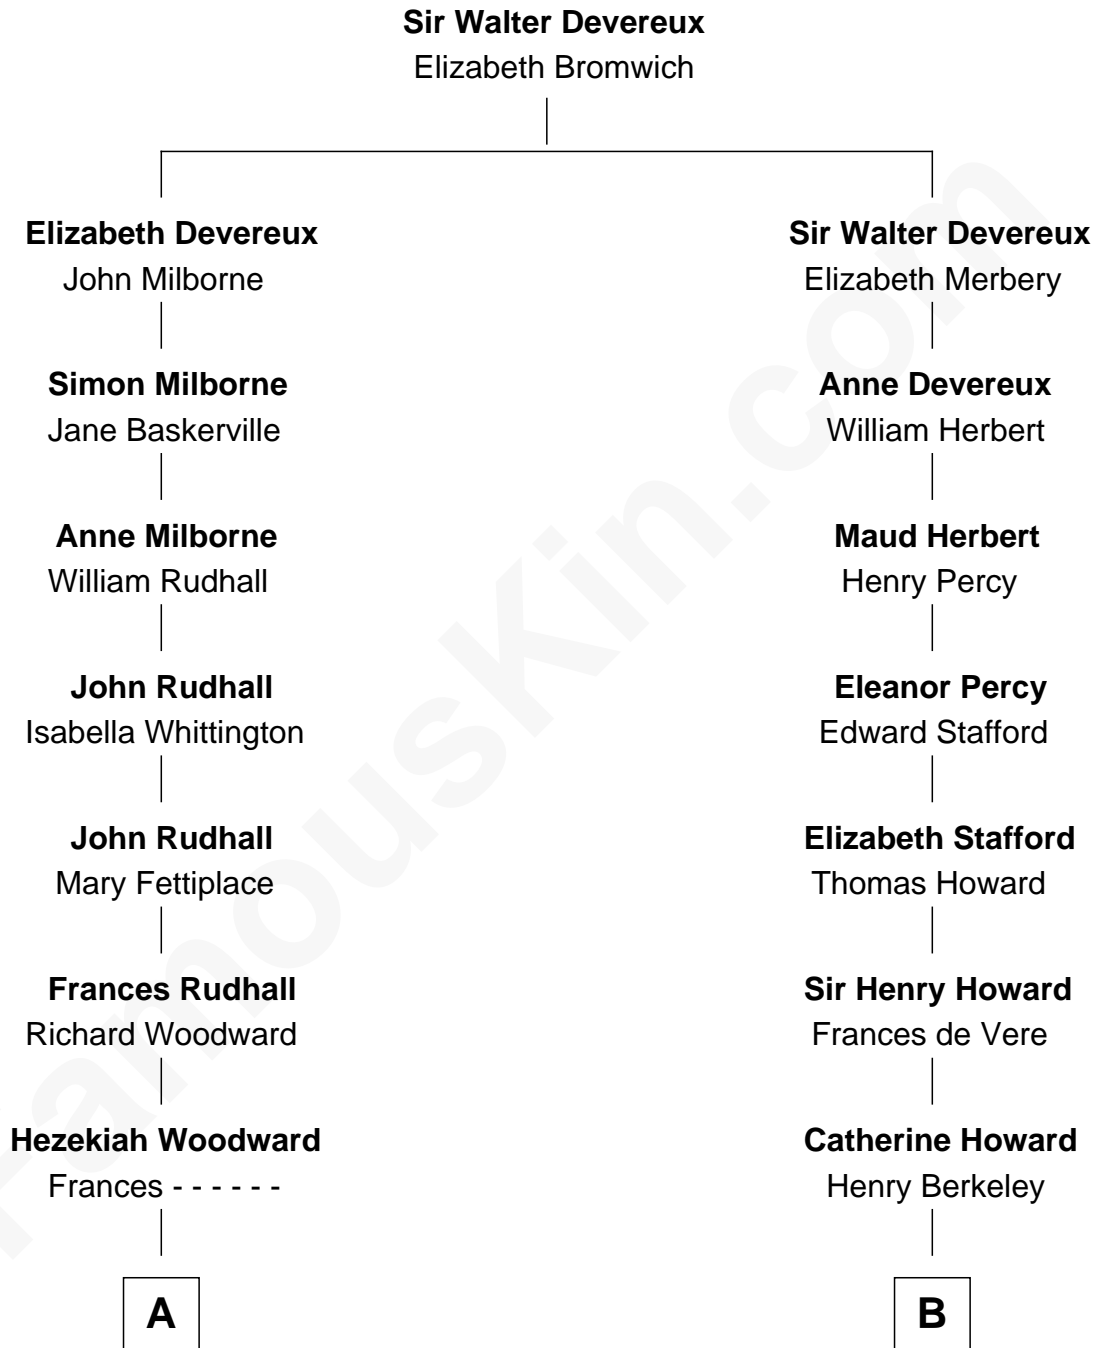 Sir Walter Devereux
Elizabeth Bromwich
Elizabeth Devereux
John Milborne
Sir Walter Devereux
Elizabeth Merbery
Simon Milborne
Jane Baskerville
Anne Devereux
William Herbert
Anne Milborne
William Rudhall
Maud Herbert
Henry Percy
John Rudhall
Isabella Whittington
Eleanor Percy
Edward Stafford
John Rudhall
Mary Fettiplace
Elizabeth Stafford
Thomas Howard
Frances Rudhall
Richard Woodward
Sir Henry Howard
Frances de Vere
Hezekiah Woodward
Frances - - - - - -
Catherine Howard
Henry Berkeley
A
B
FamousKin.com